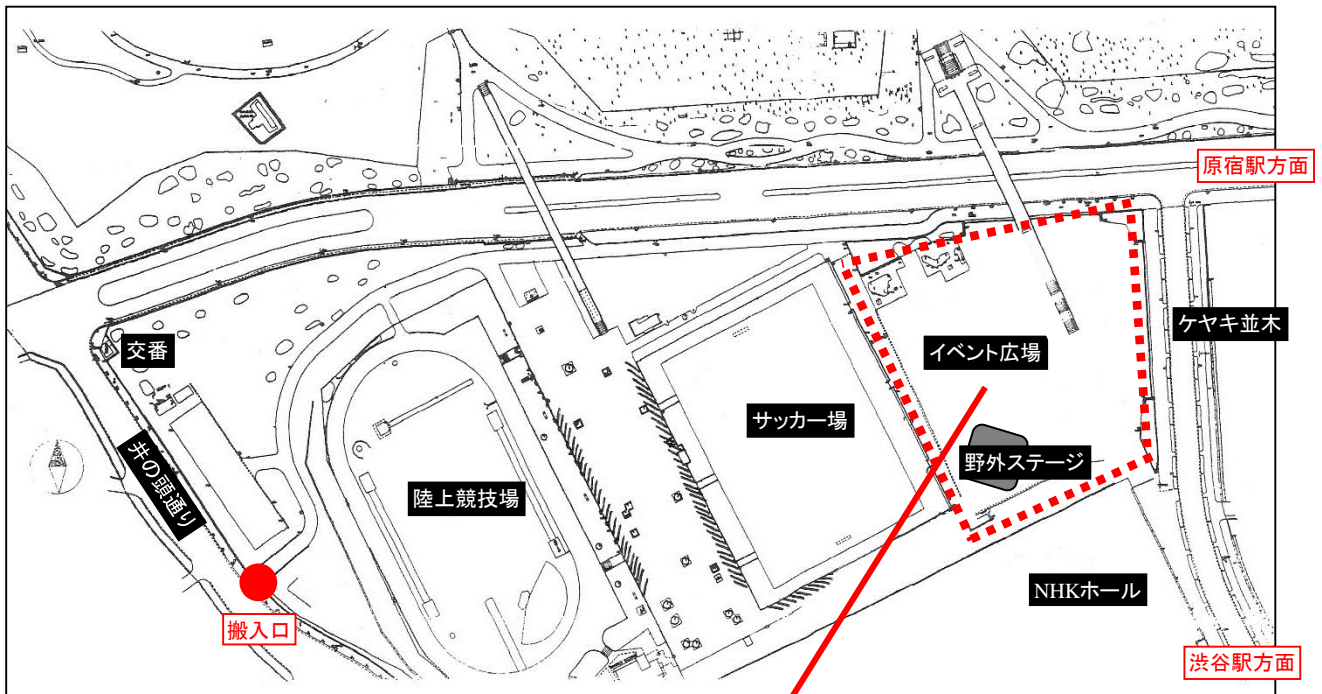 原宿駅方面
ケヤキ並木
交番
イベント広場
サッカー場
野外ステージ
井の頭通り
陸上競技場
NHKホール
搬入口
渋谷駅方面